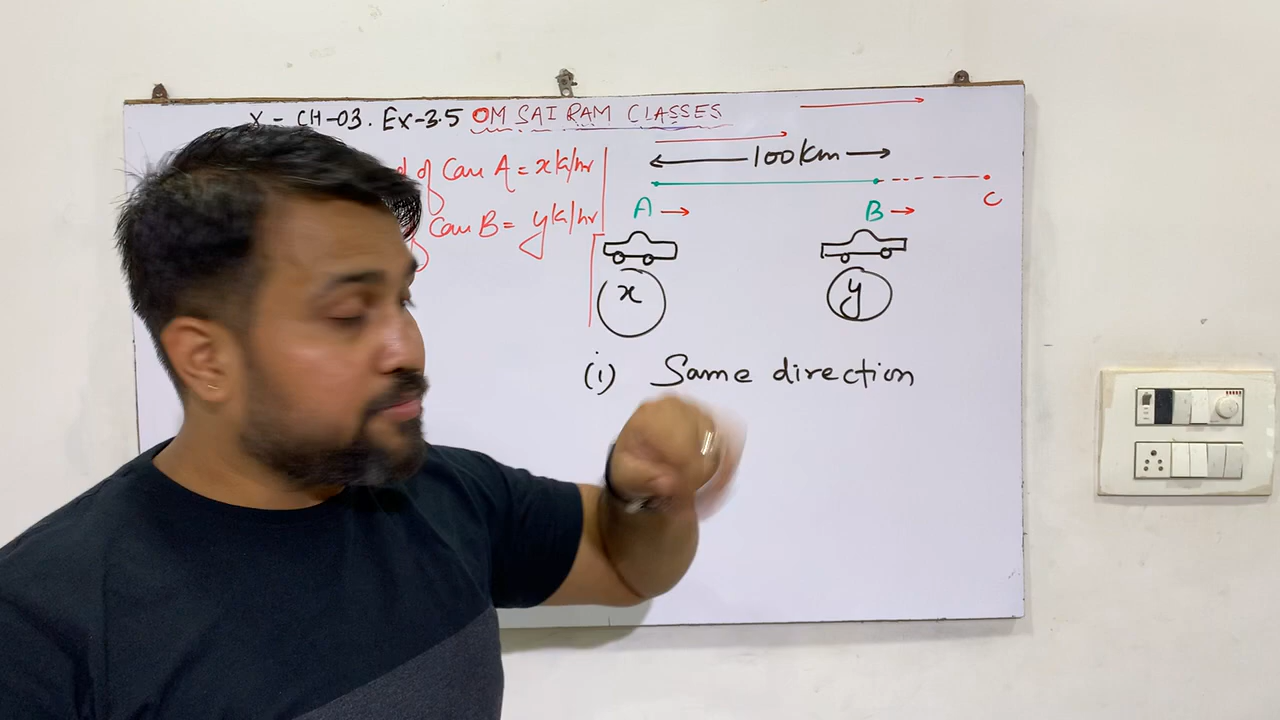 X - CH-03. Ex-3.5 OM SAI RAM CLASSES
of Car A = x k/hr
Car B = y k/hr
100km
A B C
x y
(i) Same direction